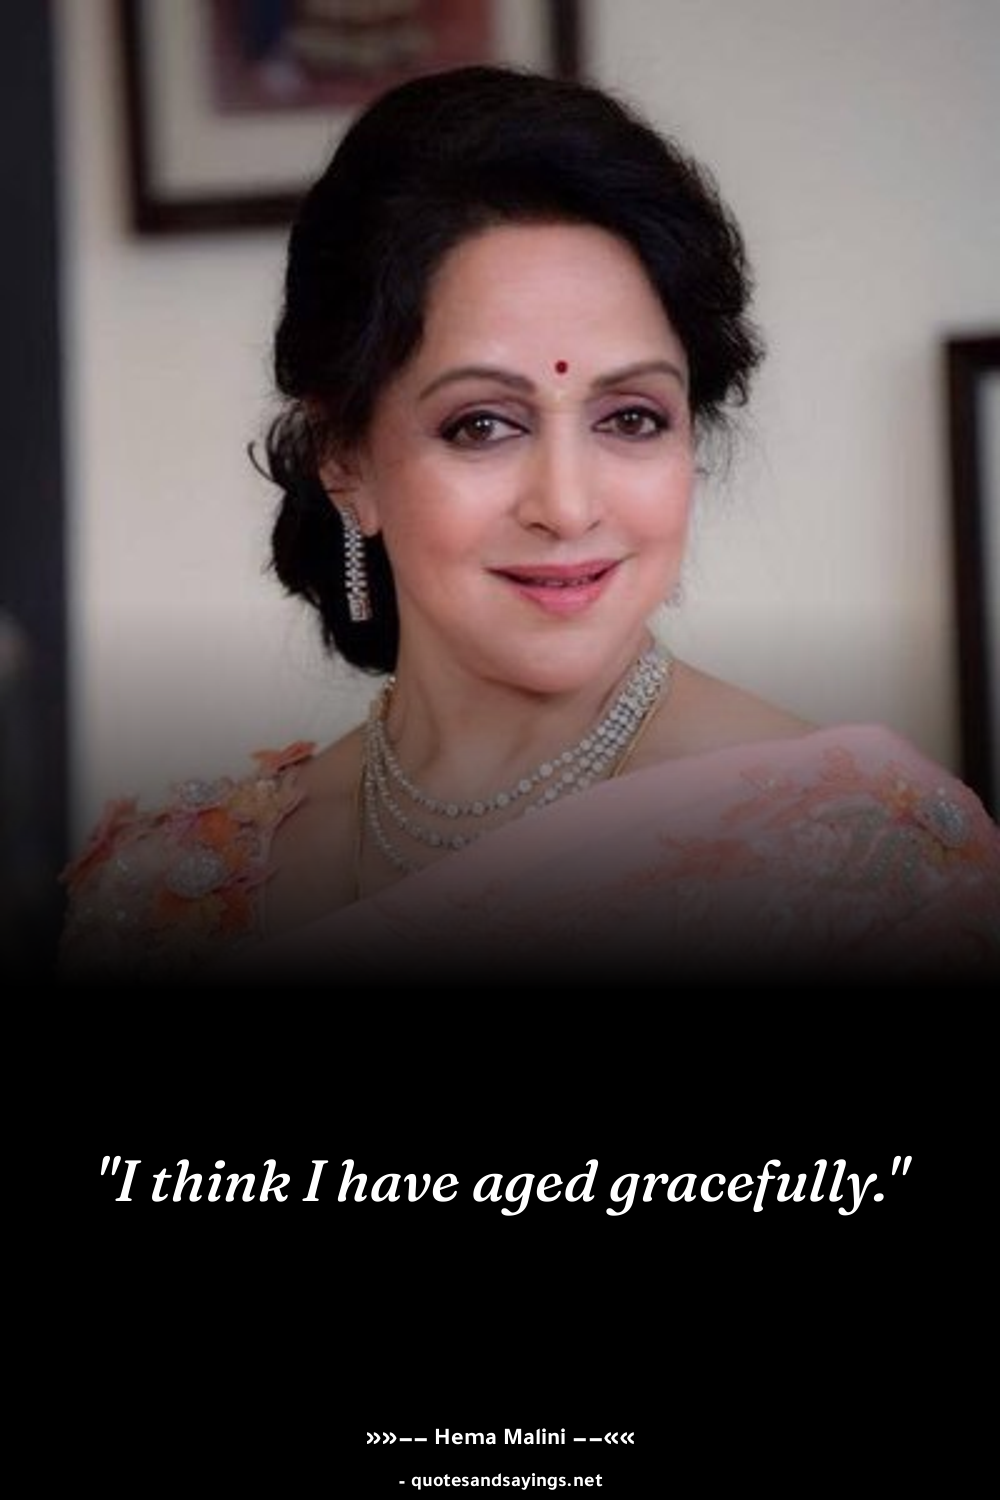 "I think I have aged gracefully."
»»–– Hema Malini ––««
- quotesandsayings.net